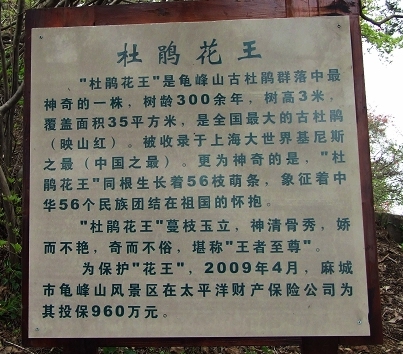 杜鹃花王
"杜鹃花王"是龟峰山古杜鹃群落中最
神奇的一株，树龄300余年，树高3米，
覆盖面积35平方米，是全国最大的古杜鹃
（映山红）。被收录于上海大世界基尼斯
之最（中国之最）。更为神奇的是，"杜
鹃花王"同根生长着56枝萌条，象征着中
华56个民族团结在祖国的怀抱。
"杜鹃花王"蔓枝玉立，神清骨秀，娇
而不艳，奇而不俗，堪称"王者至尊"。
为保护"花王"，2009年4月，麻城
市龟峰山风景区在太平洋财产保险公司为
其投保960万元。